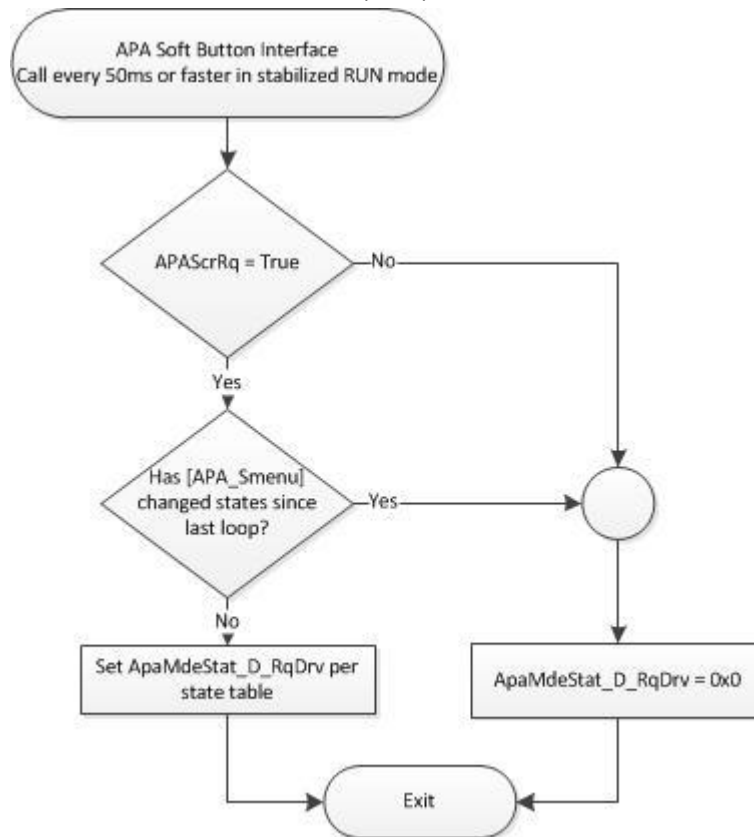 APA Soft Button Interface
Call every 50ms or faster in stabilized RUN mode
APAScrRq = True
No
Yes
Has [APA_Smenu]
changed states since
last loop?
Yes
No
Set ApaMdeStat_D_RqDrv per
state table
ApaMdeStat_D_RqDrv = 0x0
Exit